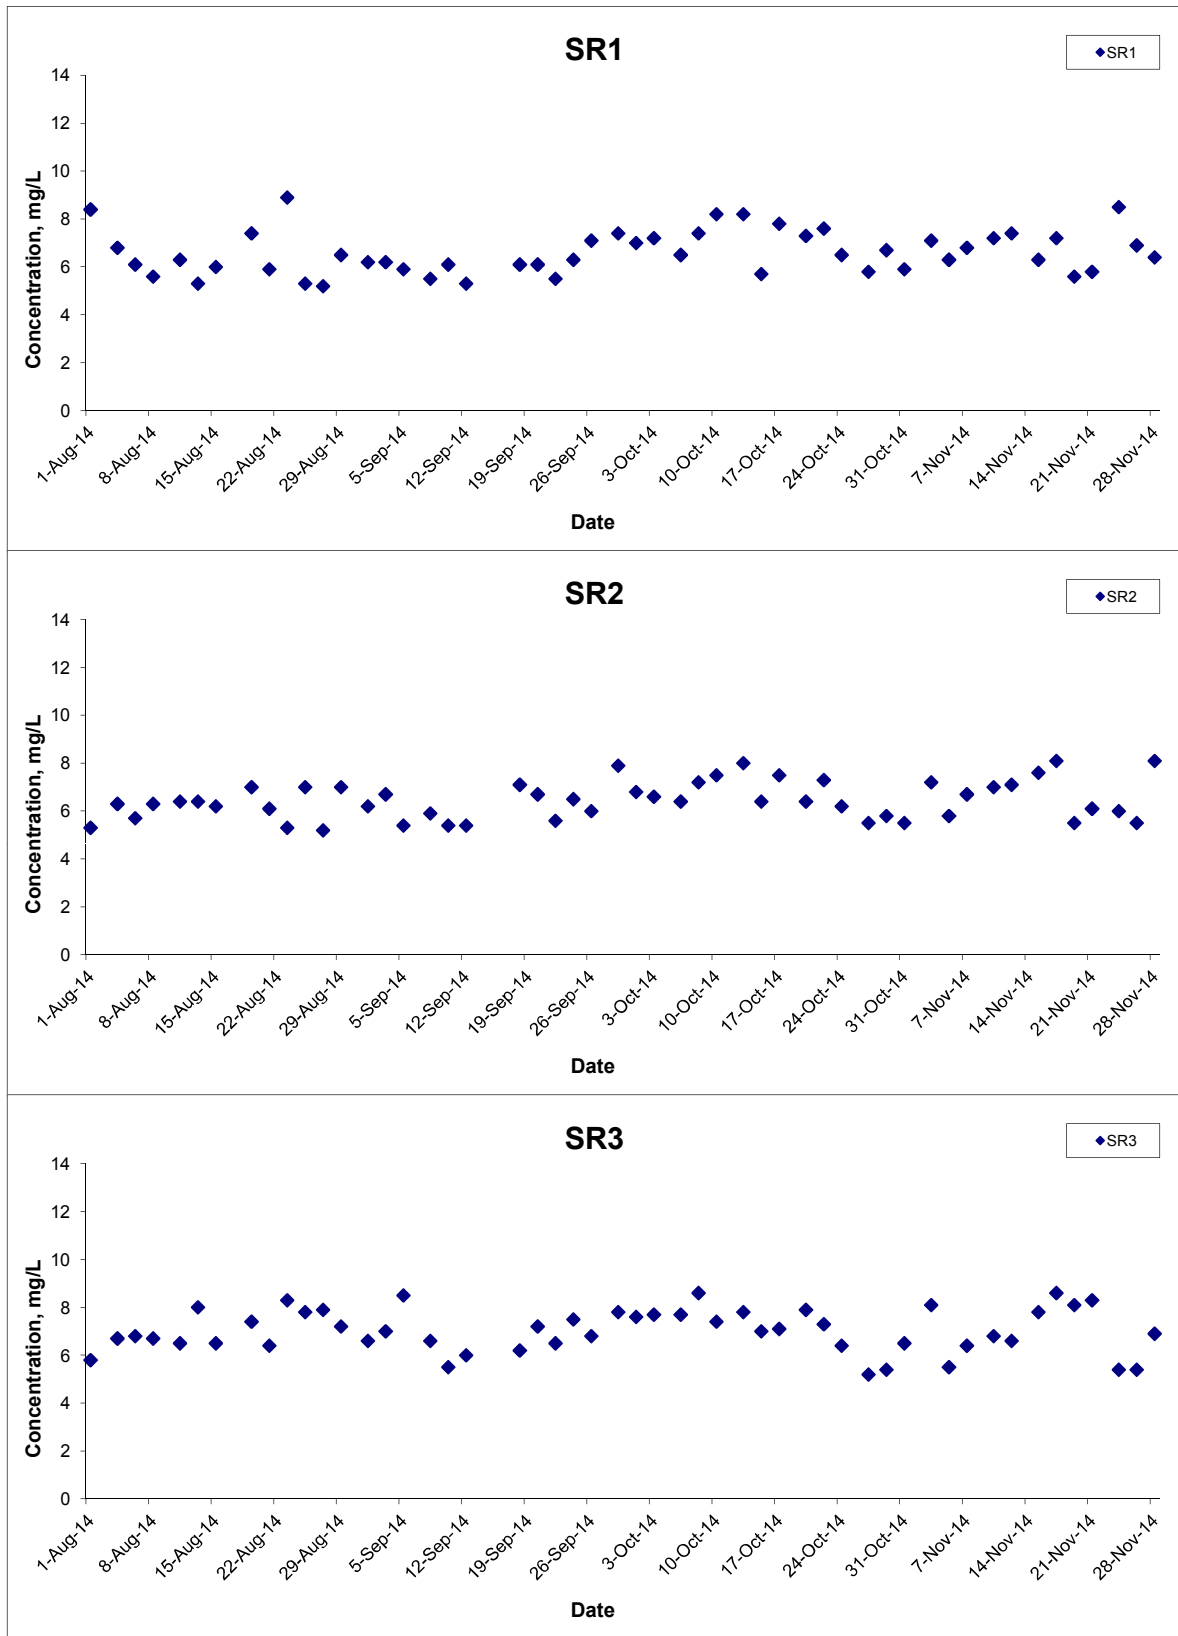 SR1
SR1
14
12
10
8
6
4
2
0
Concentration, mg/L
1-Aug-14
8-Aug-14
15-Aug-14
22-Aug-14
29-Aug-14
5-Sep-14
12-Sep-14
19-Sep-14
26-Sep-14
3-Oct-14
10-Oct-14
17-Oct-14
24-Oct-14
31-Oct-14
7-Nov-14
14-Nov-14
21-Nov-14
28-Nov-14
Date
SR2
SR2
14
12
10
8
6
4
2
0
Concentration, mg/L
1-Aug-14
8-Aug-14
15-Aug-14
22-Aug-14
29-Aug-14
5-Sep-14
12-Sep-14
19-Sep-14
26-Sep-14
3-Oct-14
10-Oct-14
17-Oct-14
24-Oct-14
31-Oct-14
7-Nov-14
14-Nov-14
21-Nov-14
28-Nov-14
Date
SR3
SR3
14
12
10
8
6
4
2
0
Concentration, mg/L
1-Aug-14
8-Aug-14
15-Aug-14
22-Aug-14
29-Aug-14
5-Sep-14
12-Sep-14
19-Sep-14
26-Sep-14
3-Oct-14
10-Oct-14
17-Oct-14
24-Oct-14
31-Oct-14
7-Nov-14
14-Nov-14
21-Nov-14
28-Nov-14
Date